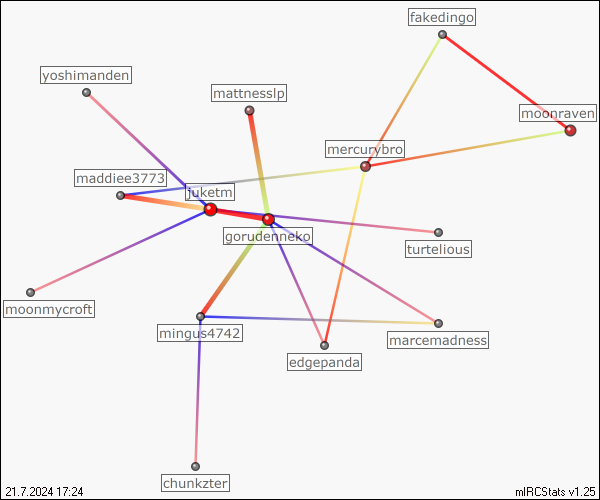 fakedingo
yoshimanden
mattnesslp
moonraven
mercurybro
maddiee3773
juketm
gorudenneko
turtelious
moonmycroft
mingus4742
marcemadness
edgepanda
chunkzter
21.7.2024 17:24
mIRCStats v1.25